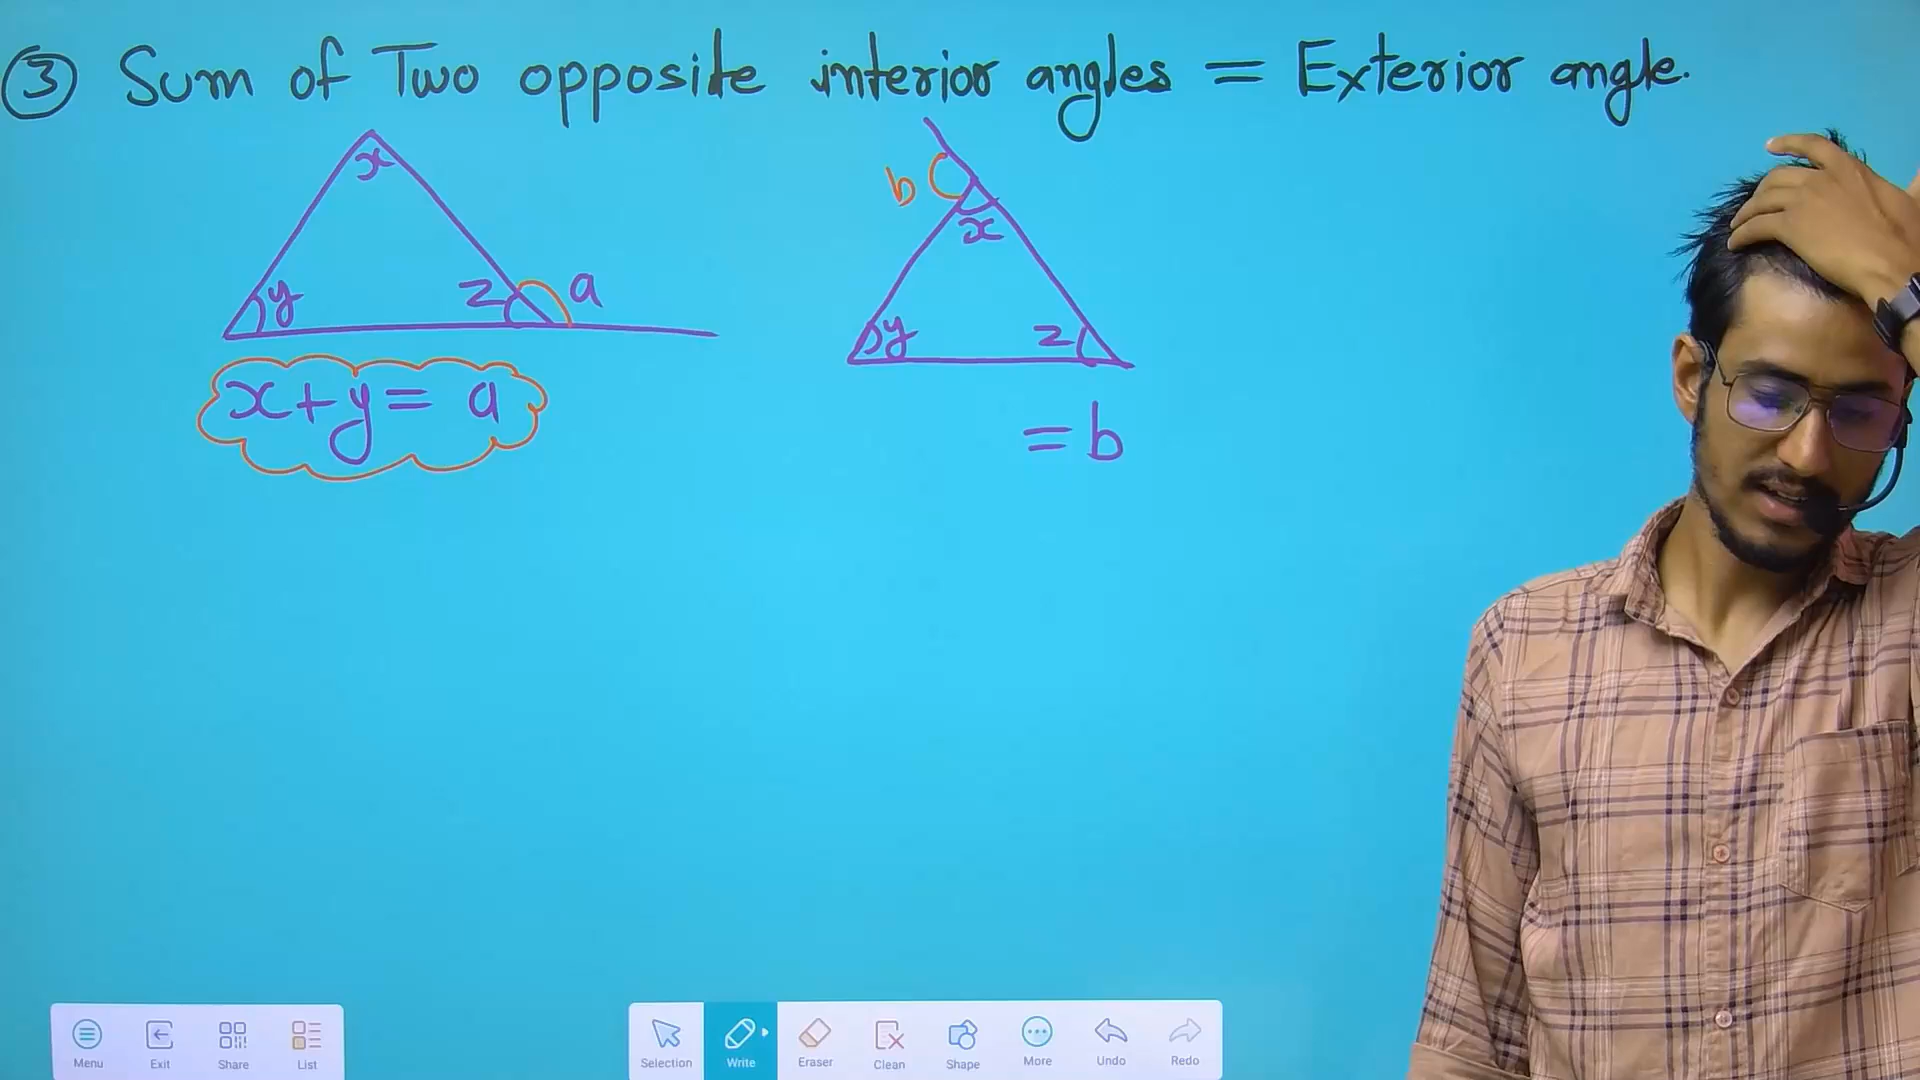 ③ Sum of Two opposite interior angles = Exterior angle.
x
y
z
a
x+y = a
b
x
y
z
= b
Menu
Exit
Share
List
Selection
Write
Eraser
Clean
Shape
More
Undo
Redo